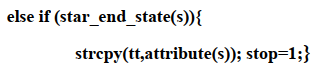 else if (star_end_state(s)){
strcpy(tt,attribute(s)); stop=1;}